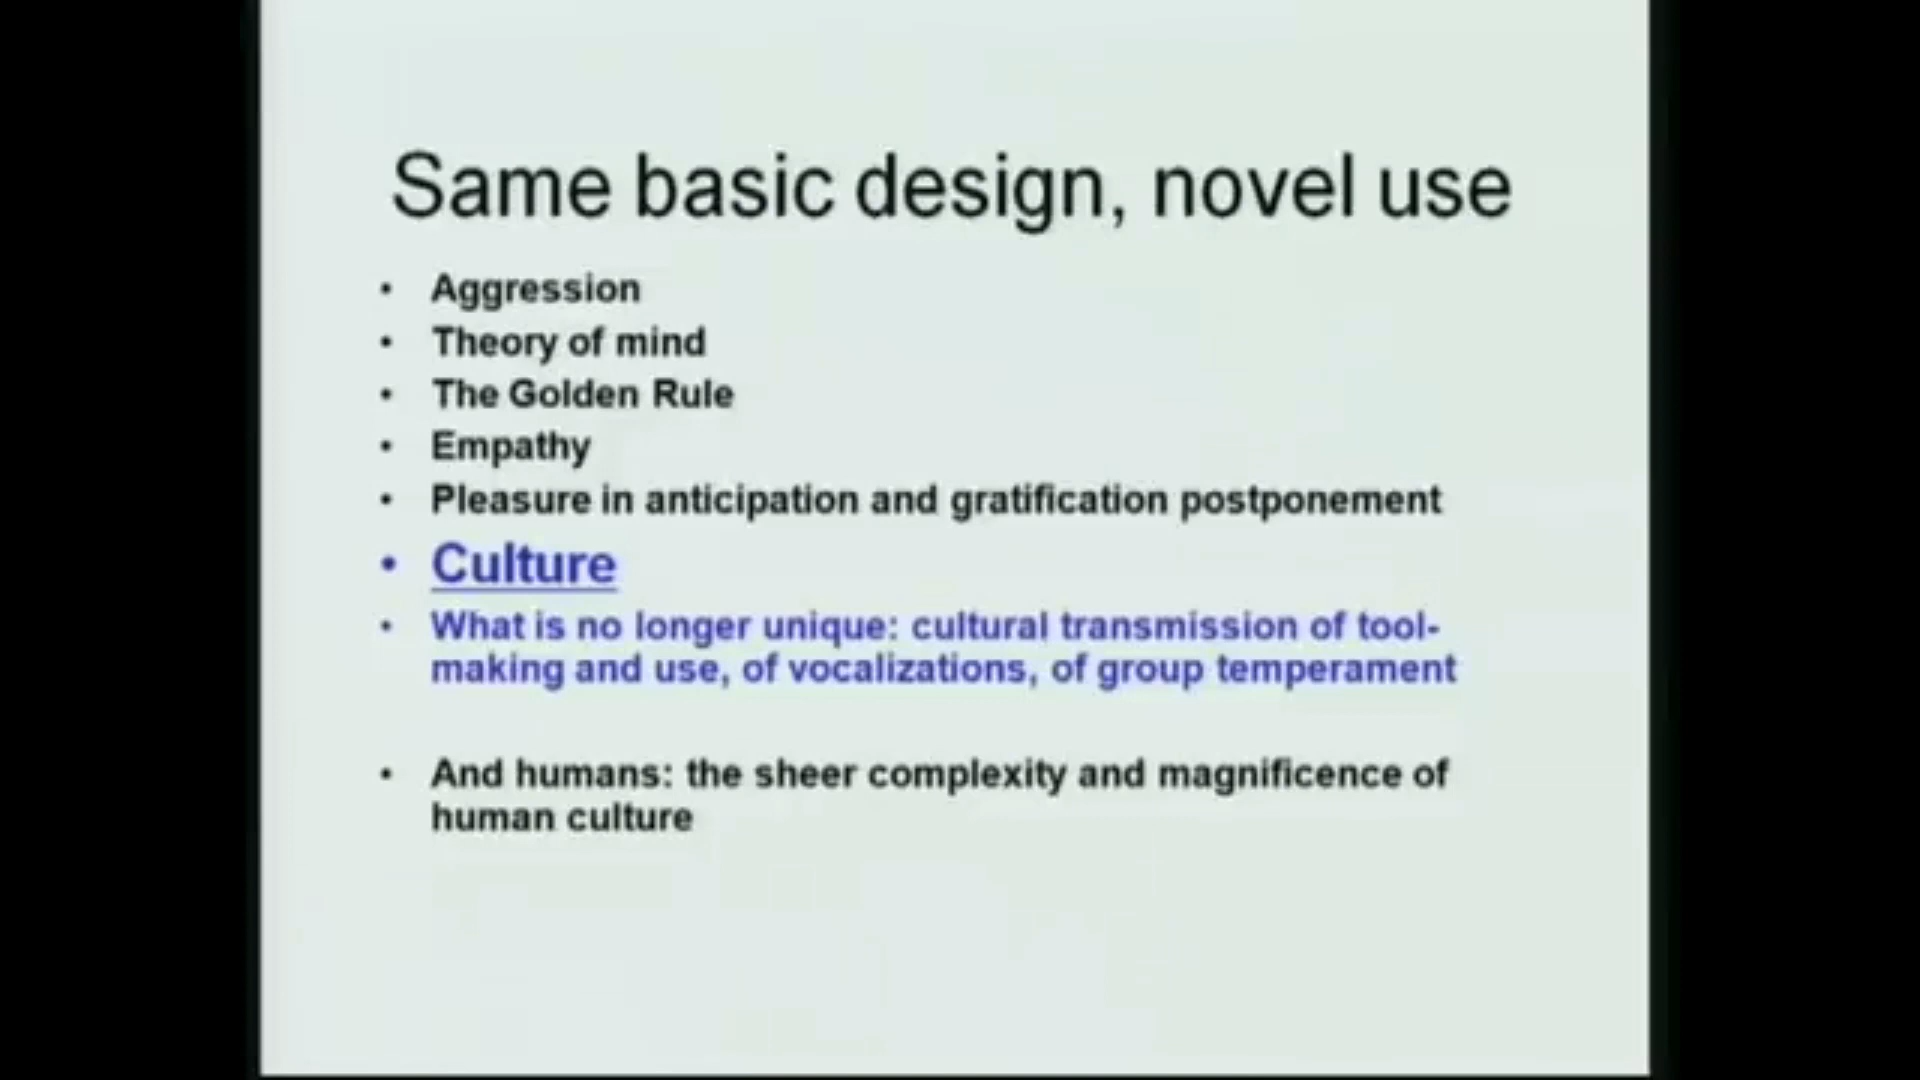 Same basic design, novel use
• Aggression
• Theory of mind
• The Golden Rule
• Empathy
• Pleasure in anticipation and gratification postponement
• Culture
• What is no longer unique: cultural transmission of tool-
making and use, of vocalizations, of group temperament
• And humans: the sheer complexity and magnificence of
human culture